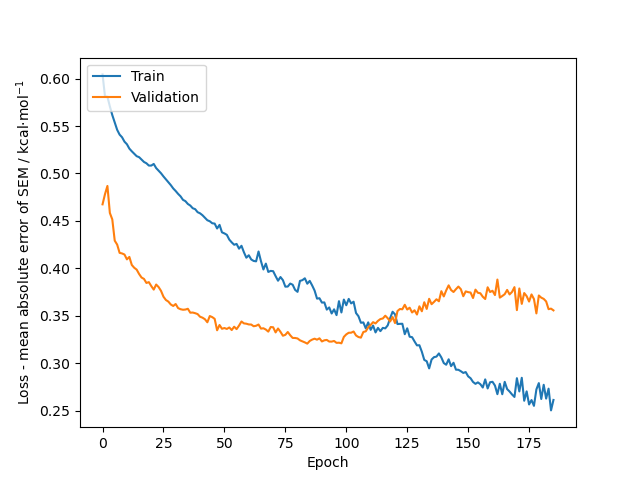 Train
Validation
0.60
0.55
0.50
0.45
0.40
0.35
0.30
0.25
Loss - mean absolute error of SEM / kcal·mol⁻¹
0 25 50 75 100 125 150 175
Epoch